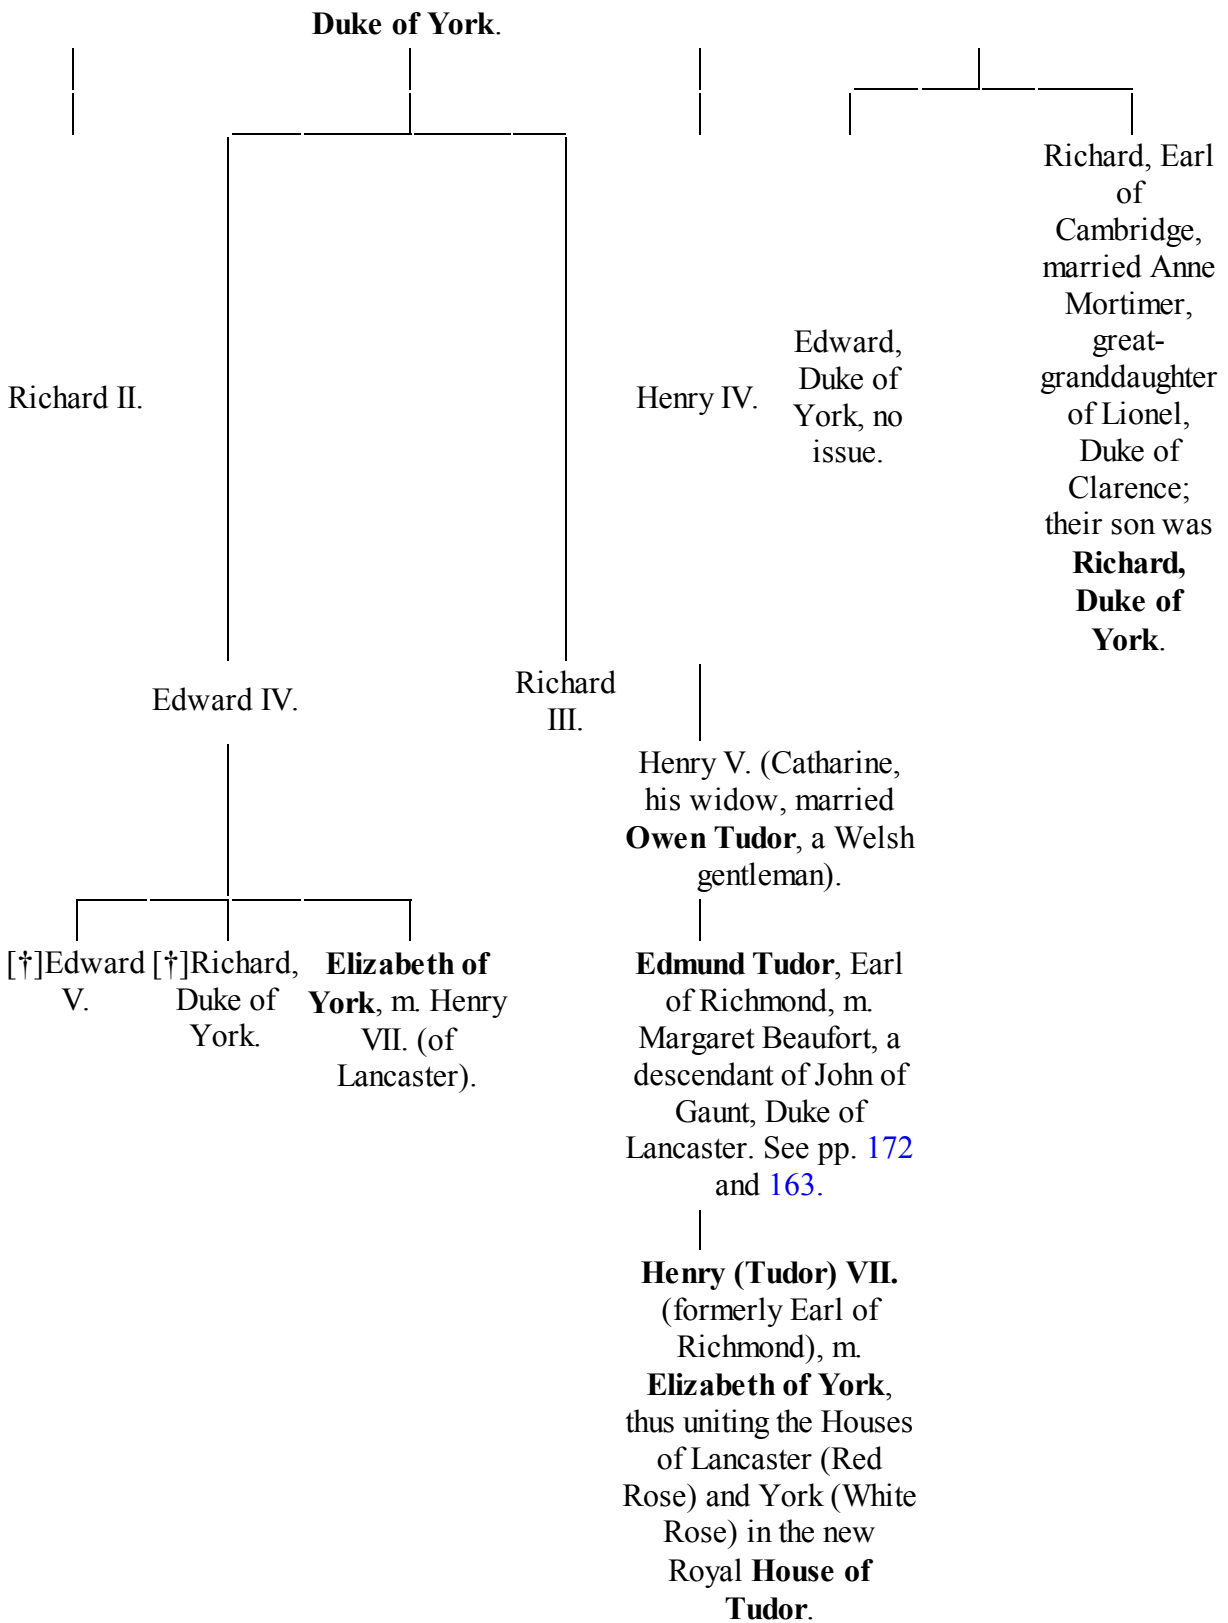 Duke of York.
Richard II.
Henry IV.
Edward,
Duke of
York, no
issue.
Richard, Earl
of
Cambridge,
married Anne
Mortimer,
great-
granddaughter
of Lionel,
Duke of
Clarence;
their son was
Richard,
Duke of
York.
Edward IV.
Richard
III.
Henry V. (Catharine,
his widow, married
Owen Tudor, a Welsh
gentleman).
[†]Edward
V.
[†]Richard,
Duke of
York.
Elizabeth of
York, m. Henry
VII. (of
Lancaster).
Edmund Tudor, Earl
of Richmond, m.
Margaret Beaufort, a
descendant of John of
Gaunt, Duke of
Lancaster. See pp. 172
and 163.
Henry (Tudor) VII.
(formerly Earl of
Richmond), m.
Elizabeth of York,
thus uniting the Houses
of Lancaster (Red
Rose) and York (White
Rose) in the new
Royal House of
Tudor.